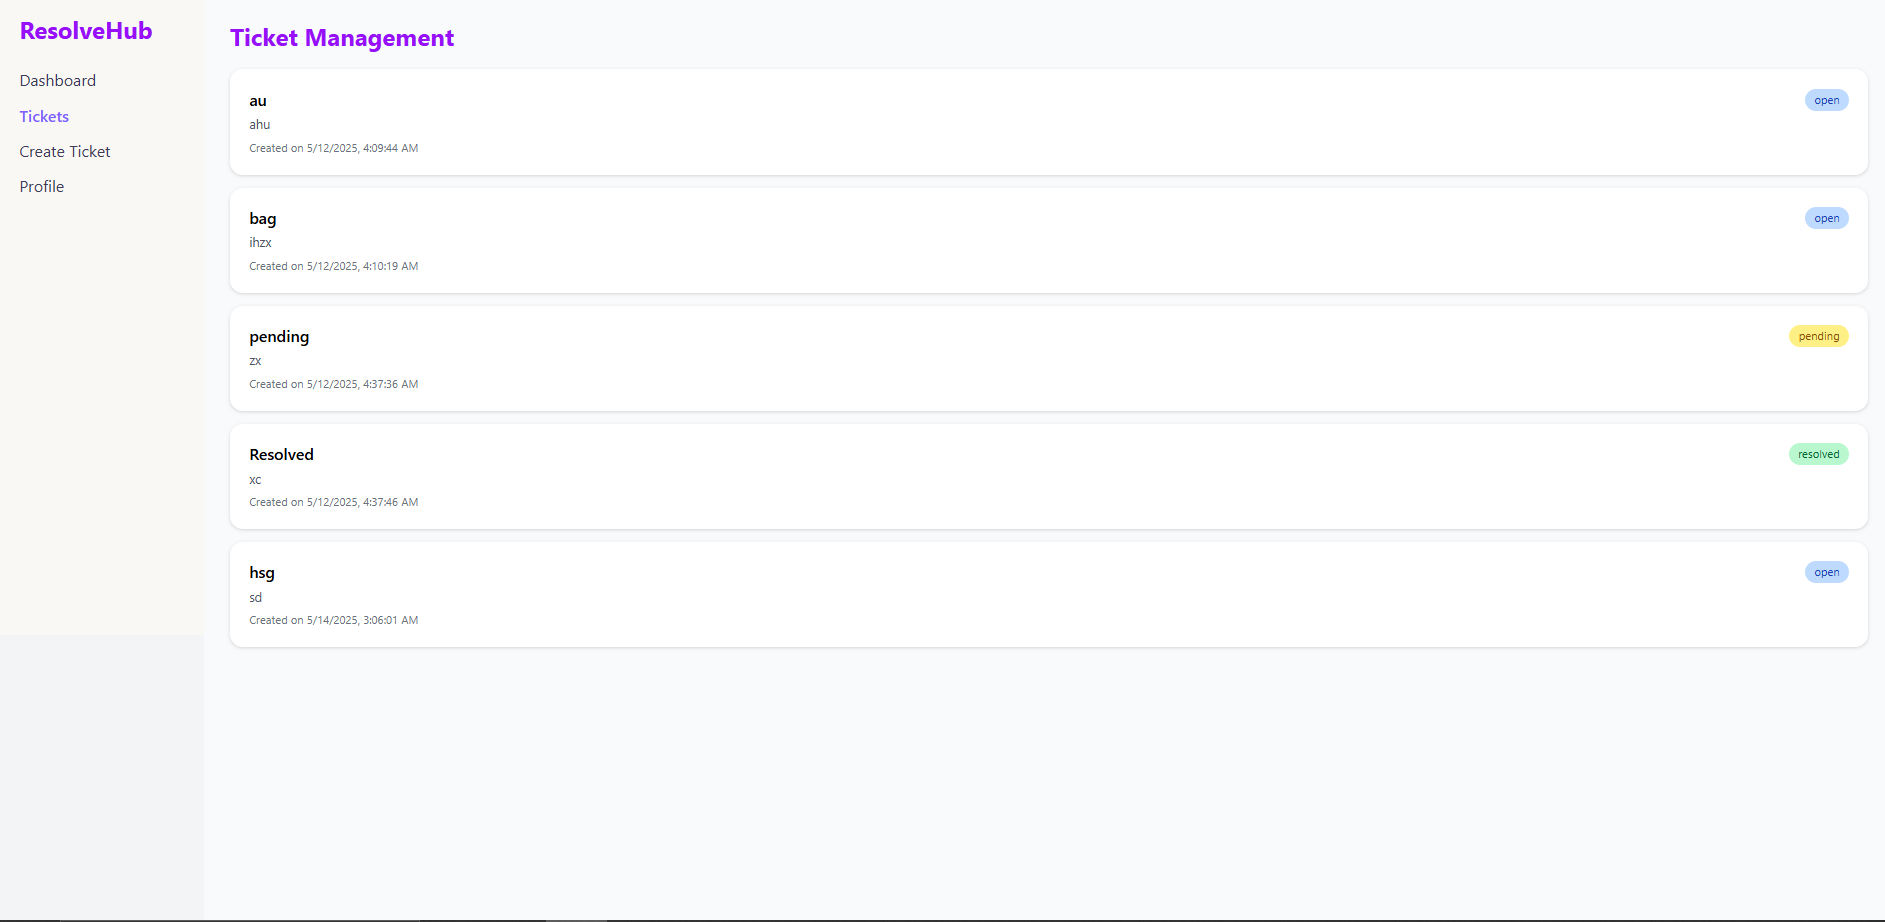 ResolveHub
Dashboard
Tickets
Create Ticket
Profile
Ticket Management
au
open
ahu
Created on 5/12/2025, 4:09:44 AM
bag
open
ihzx
Created on 5/12/2025, 4:10:19 AM
pending
pending
zx
Created on 5/12/2025, 4:37:36 AM
Resolved
resolved
xc
Created on 5/12/2025, 4:37:46 AM
hsg
open
sd
Created on 5/14/2025, 3:06:01 AM